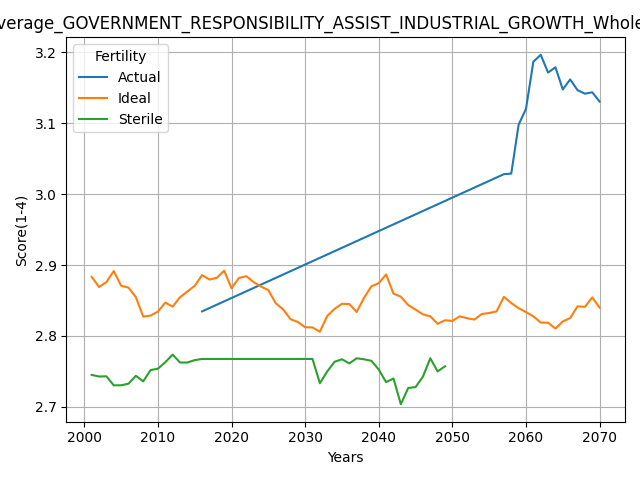 verage_GOVERNMENT_RESPONSIBILITY_ASSIST_INDUSTRIAL_GROWTH_Whole
Fertility
Actual
Ideal
Sterile
Score(1-4)
3.2
3.1
3.0
2.9
2.8
2.7
2000 2010 2020 2030 2040 2050 2060 2070
Years